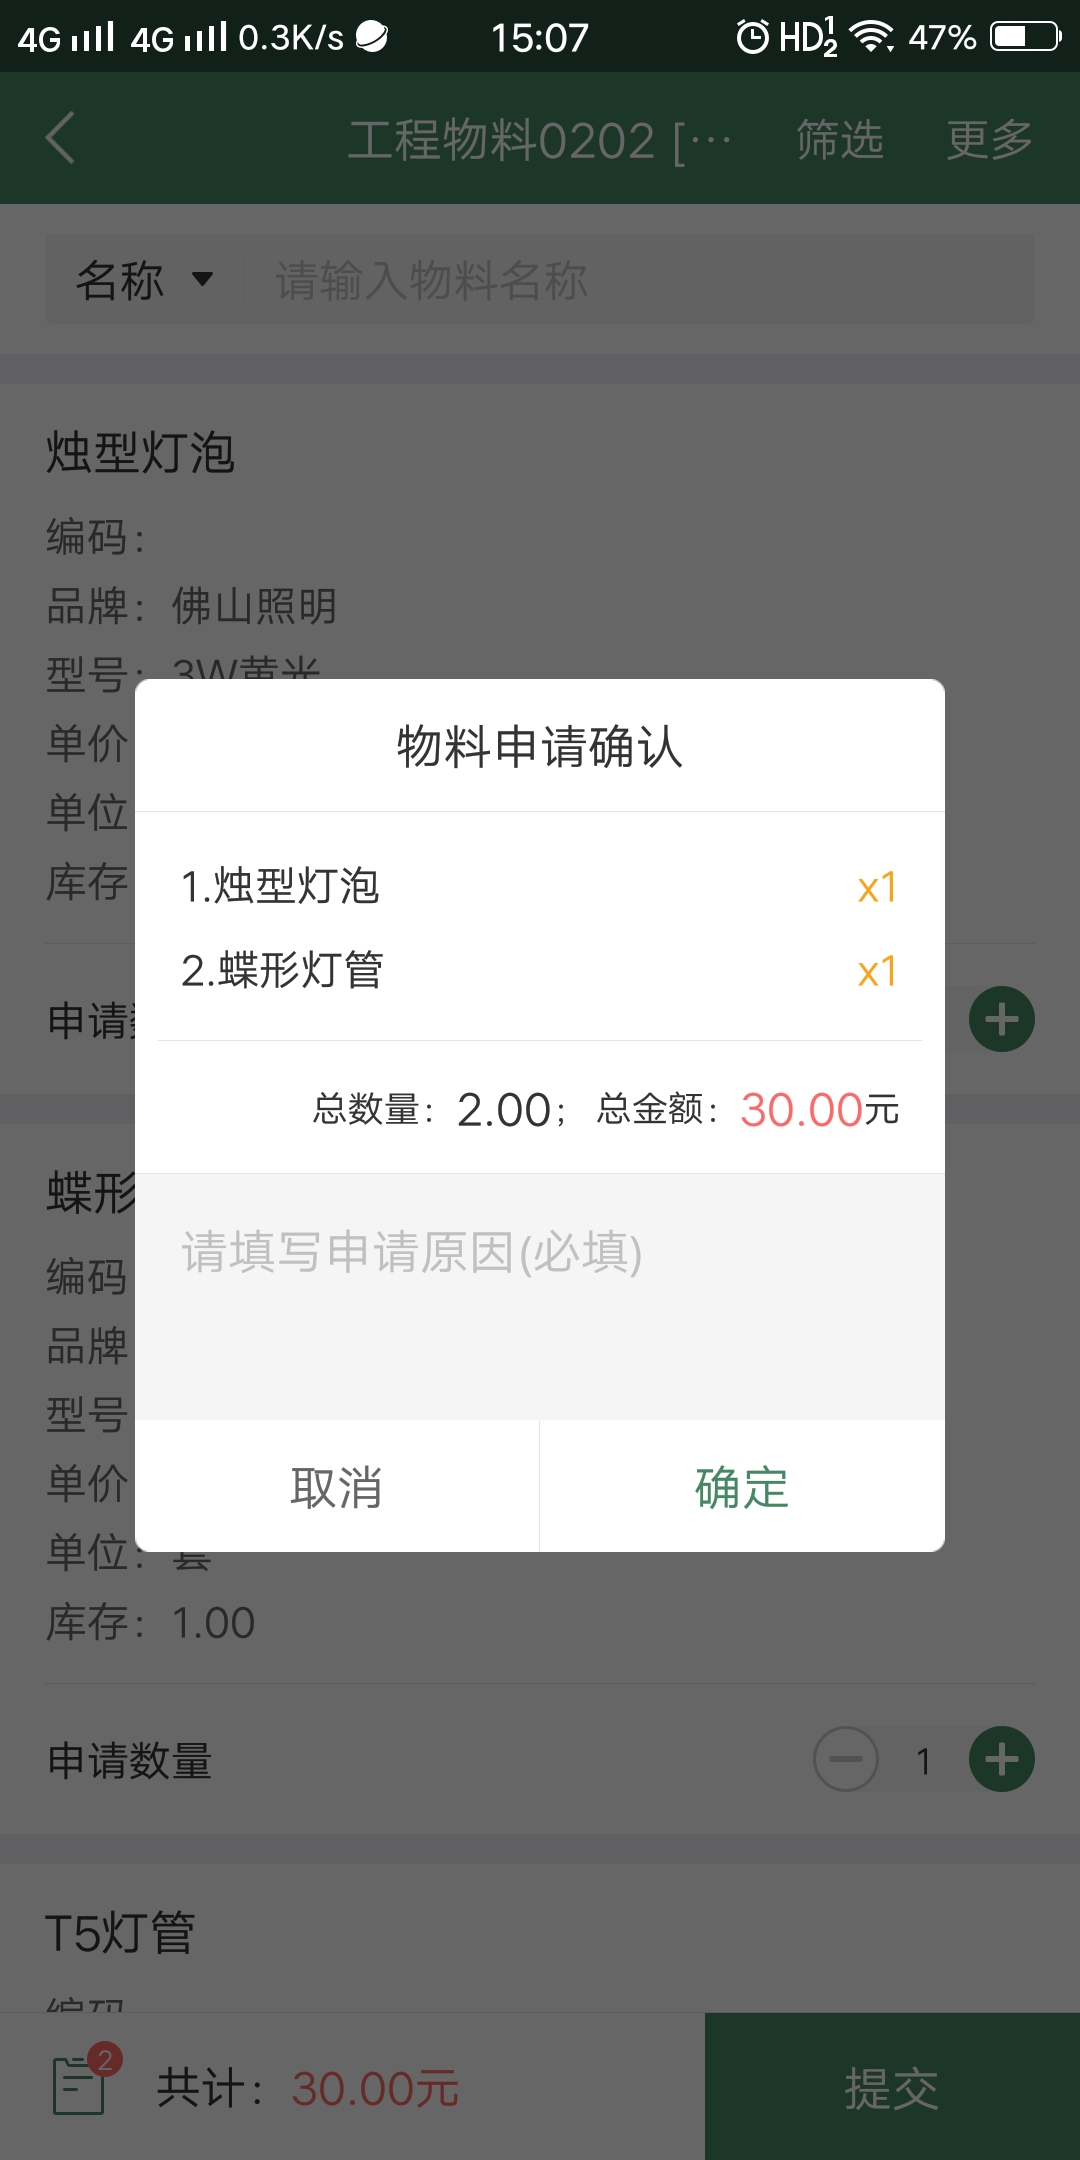 4G 4G 0.3K/s 15:07 HD 1 2 47%
工程物料0202 [··· 筛选 更多
名称 请输入物料名称
烛型灯泡
编码：
品牌：佛山照明
型号：3W黄光
单价
单位
库存
申请
物料申请确认
1.烛型灯泡 x1
2.蝶形灯管 x1
总数量：2.00；总金额：30.00元
请填写申请原因(必填)
取消 确定
蝶形
编码
品牌
型号
单价
单位：套
库存：1.00
申请数量 1
T5灯管
编码
2 共计：30.00元 提交